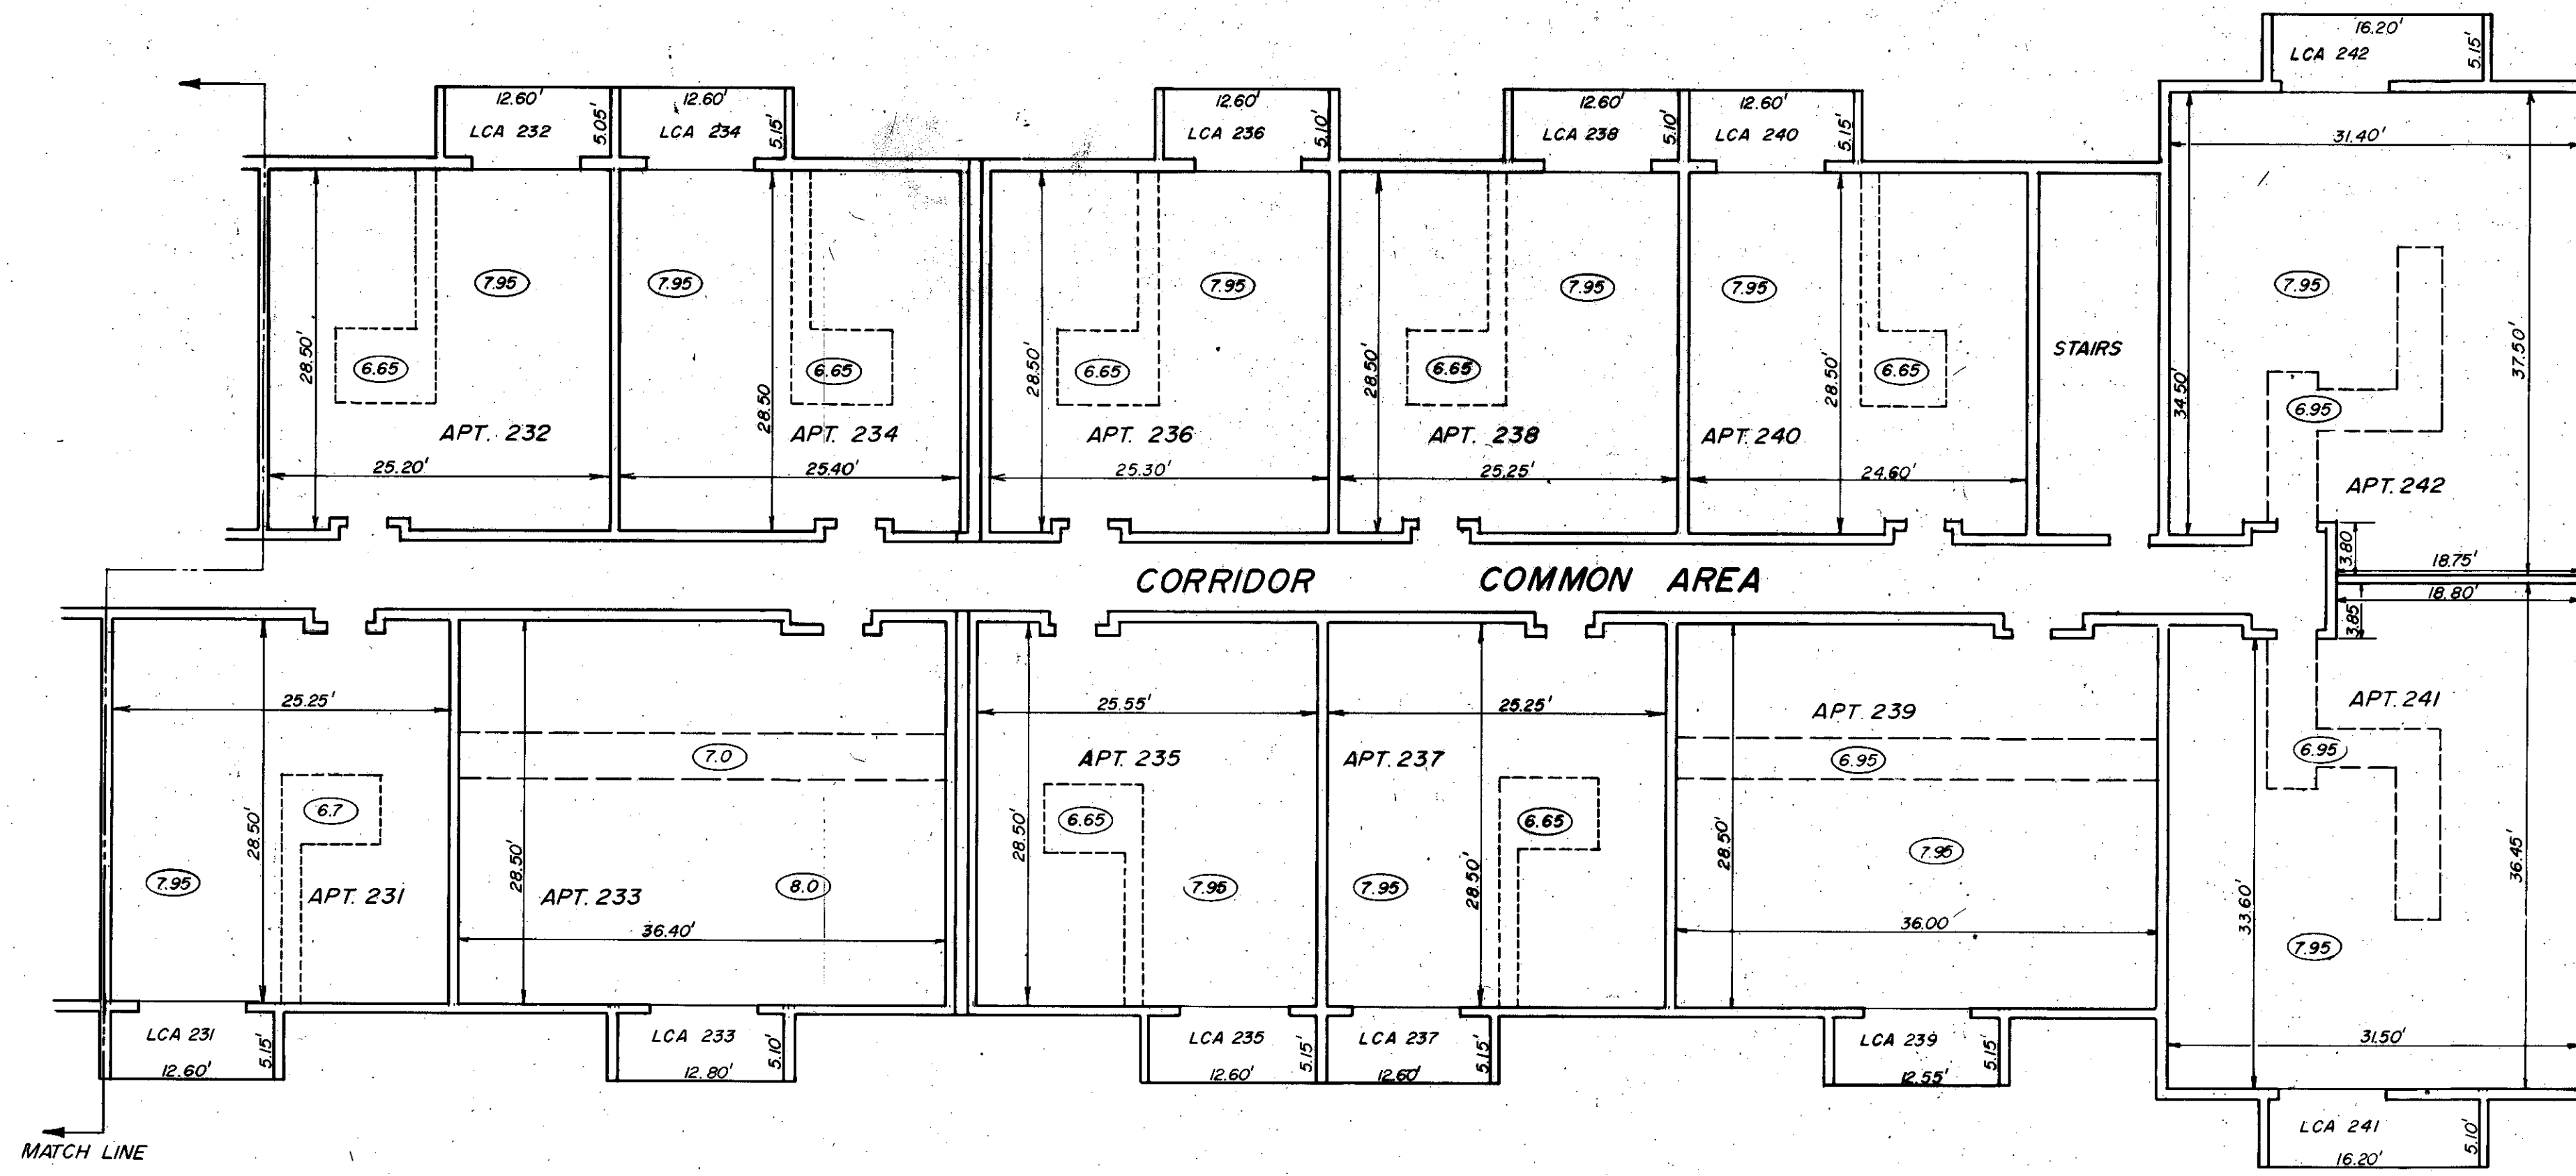 16.20'
LCA 242
5.15'
12.60'
LCA 232
5.05'
12.60'
LCA 234
5.15'
12.60'
LCA 236
5.10'
12.60'
LCA 238
5.10'
12.60'
LCA 240
5.15'
31.40'
7.95
28.50'
6.65
APT. 232
25.20'
7.95
28.50
6.65
APT. 234
25.40'
7.95
28.50'
6.65
APT. 236
25.30'
7.95
28.50'
6.65
APT. 238
25.25'
7.95
28.50'
6.65
APT. 240
24.60'
STAIRS
7.95
34.50'
37.50'
6.95
APT. 242
3.80
18.75'
CORRIDOR COMMON AREA
18.80'
3.85
25.25'
28.50'
6.7
7.95
APT. 231
7.0
28.50'
APT. 233
8.0
36.40'
25.55'
APT. 235
28.50'
6.65
7.95
25.25'
APT. 237
28.50'
6.65
7.95
APT. 239
6.95
28.50'
7.95
36.00
APT. 241
6.95
33.60'
36.45'
7.95
31.50'
LCA 231
5.15'
12.60'
LCA 233
5.10'
12.80'
LCA 235
5.15'
12.60'
LCA 237
5.15'
12.60'
LCA 239
5.15'
12.55'
LCA 241
5.10'
16.20'
MATCH LINE